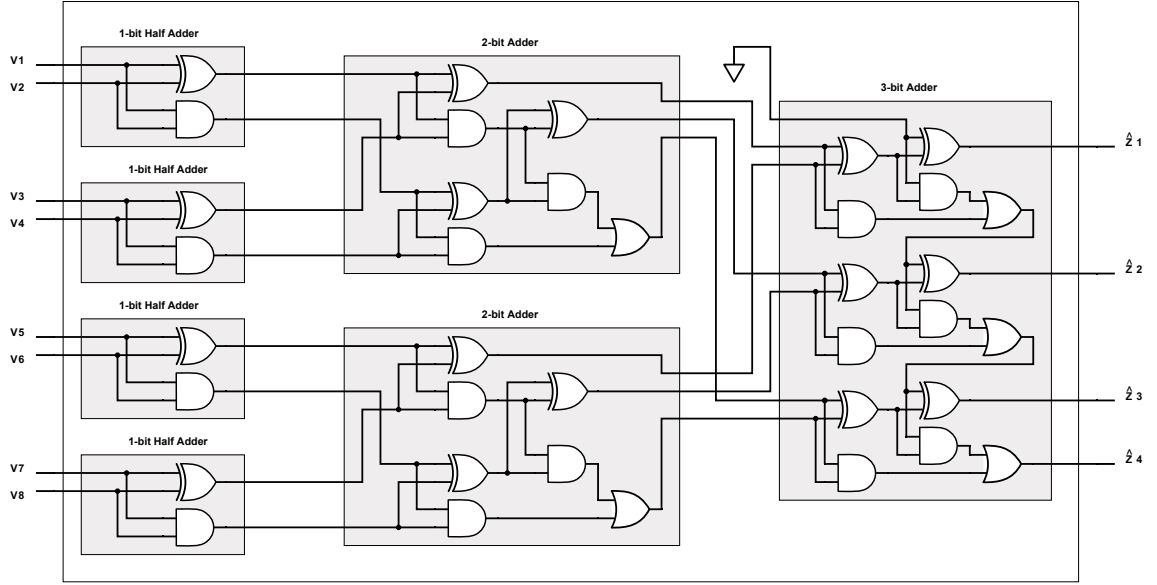 1-bit Half Adder
V1
V2
2-bit Adder
3-bit Adder
Ẑ 1
1-bit Half Adder
V3
V4
Ẑ 2
1-bit Half Adder
V5
V6
2-bit Adder
Ẑ 3
1-bit Half Adder
V7
V8
Ẑ 4